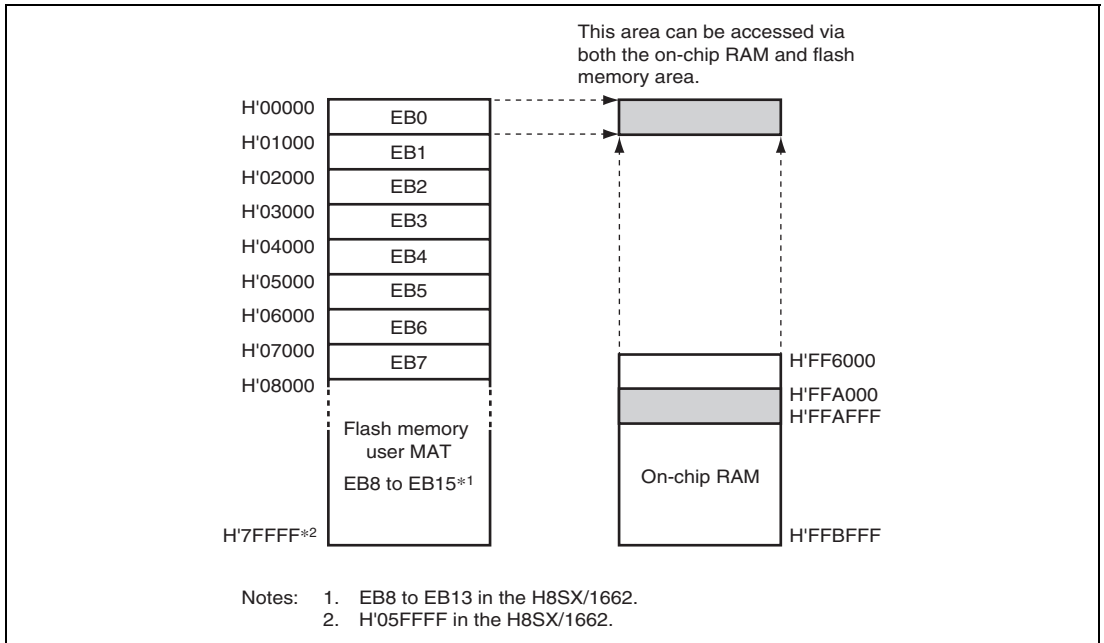 This area can be accessed via
both the on-chip RAM and flash
memory area.
H'00000
EB0
H'01000
EB1
H'02000
EB2
H'03000
EB3
H'04000
EB4
H'05000
EB5
H'06000
EB6
H'07000
EB7
H'08000
Flash memory
user MAT
EB8 to EB15*1
H'7FFFF*2
H'FF6000
H'FFA000
H'FFAFFF
On-chip RAM
H'FFBFFF
Notes: 1. EB8 to EB13 in the H8SX/1662.
2. H'05FFFF in the H8SX/1662.